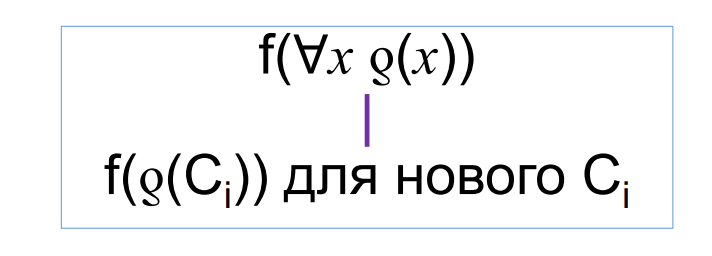 f(∀x ϱ(x))
f(ϱ(Cᵢ)) для нового Cᵢ